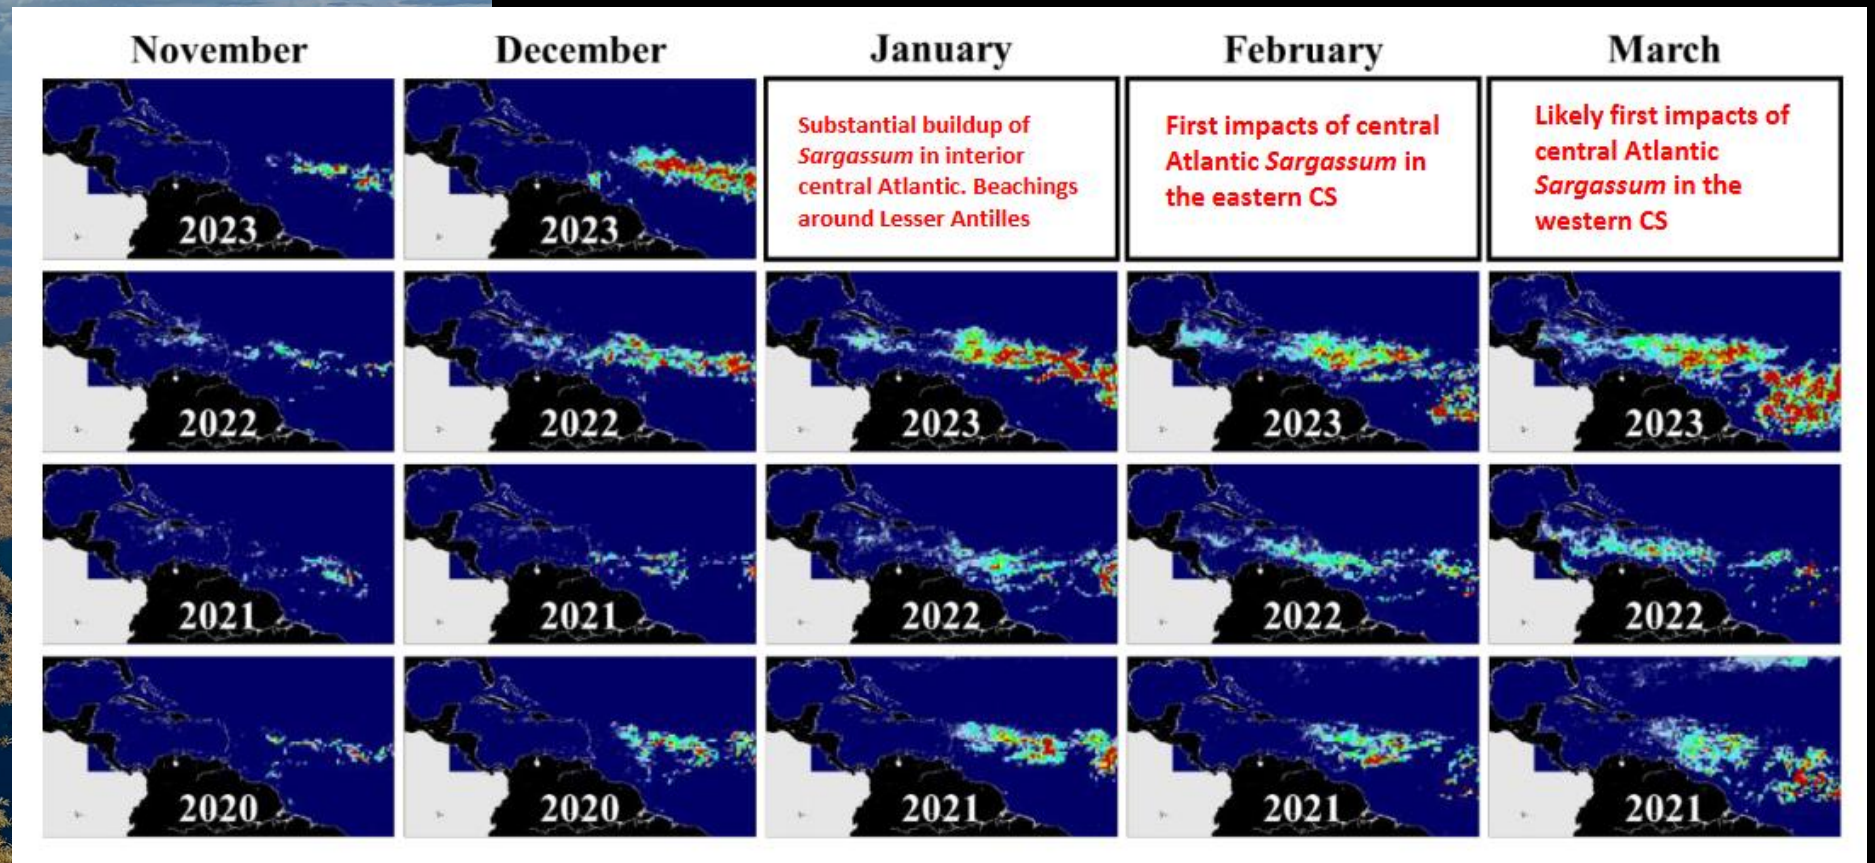 November December January February March
2023
2023
Substantial buildup of
Sargassum in interior
central Atlantic. Beachings
around Lesser Antilles
First impacts of central
Atlantic Sargassum in
the eastern CS
Likely first impacts of
central Atlantic
Sargassum in the
western CS
2022 2022 2023 2023 2023
2021 2021 2022 2022 2022
2020 2020 2021 2021 2021